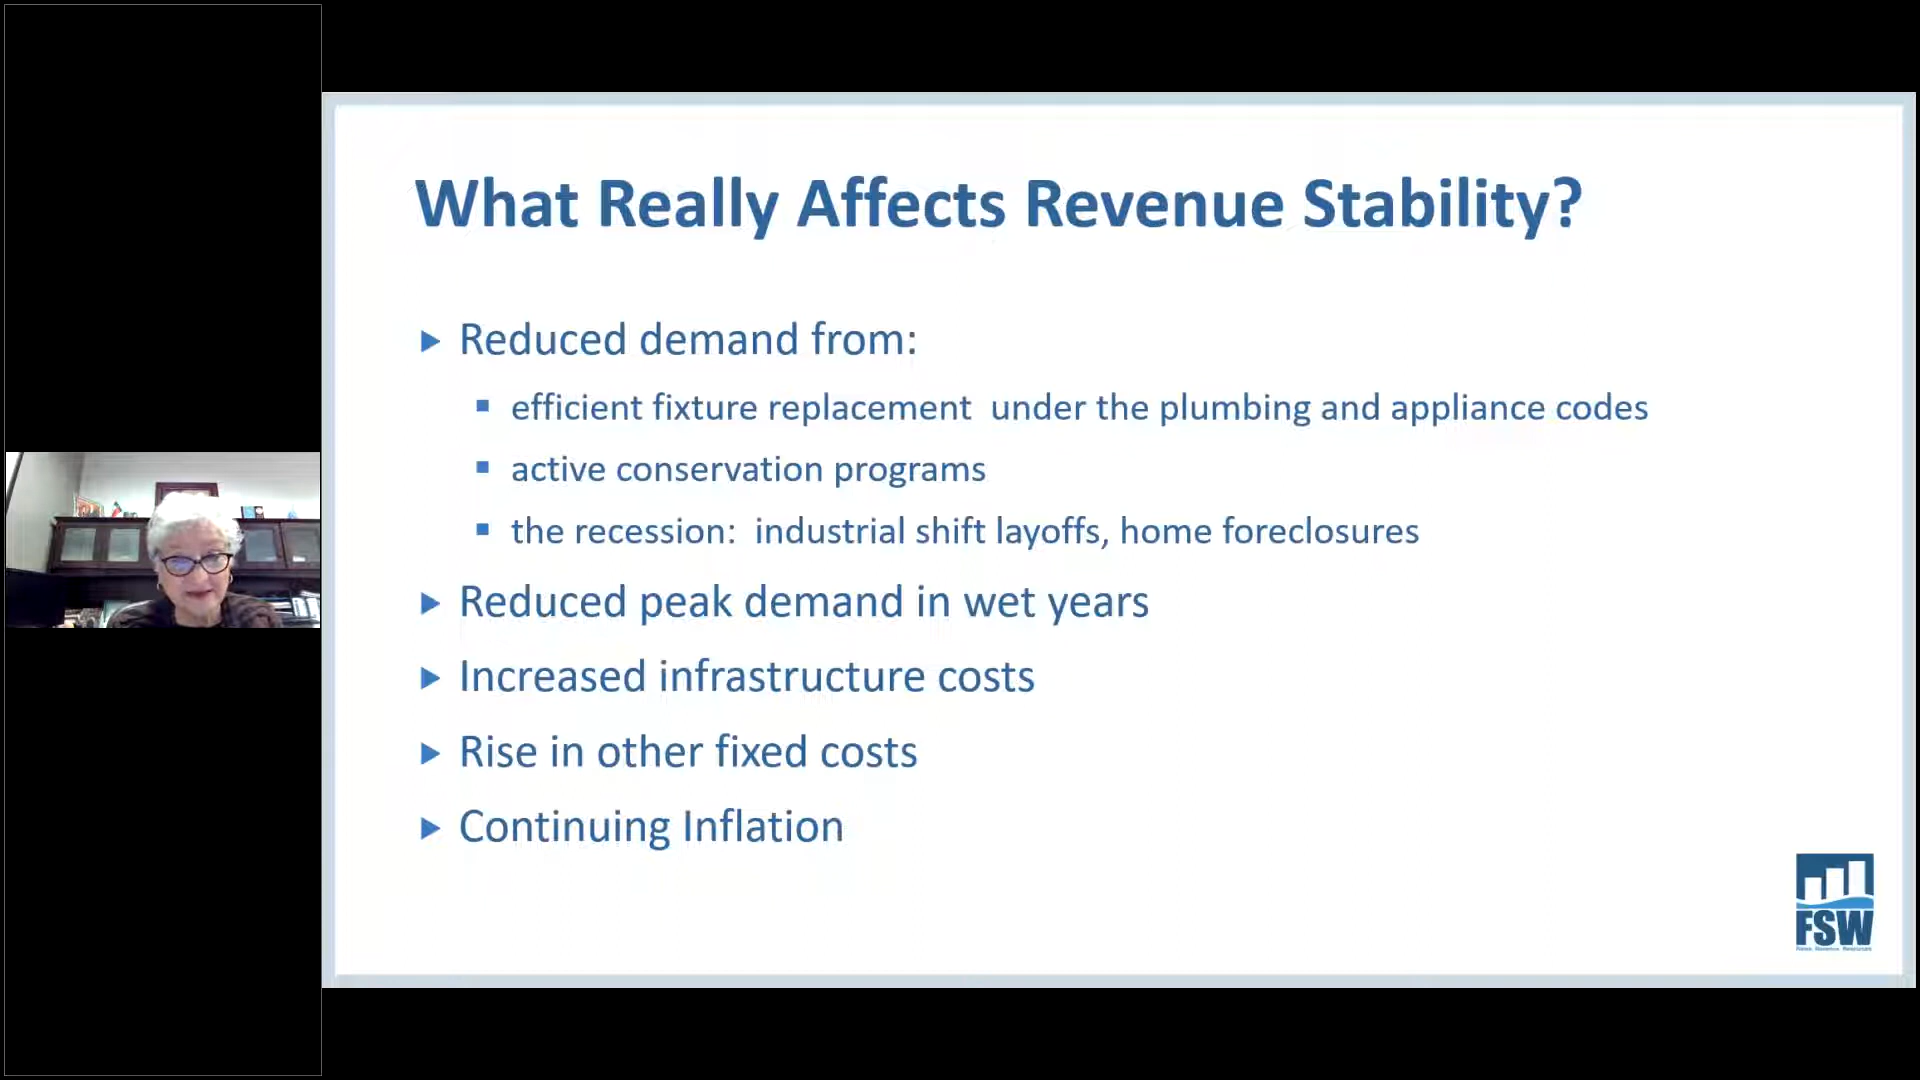 What Really Affects Revenue Stability?
Reduced demand from:
efficient fixture replacement under the plumbing and appliance codes
active conservation programs
the recession: industrial shift layoffs, home foreclosures
Reduced peak demand in wet years
Increased infrastructure costs
Rise in other fixed costs
Continuing Inflation
FSW